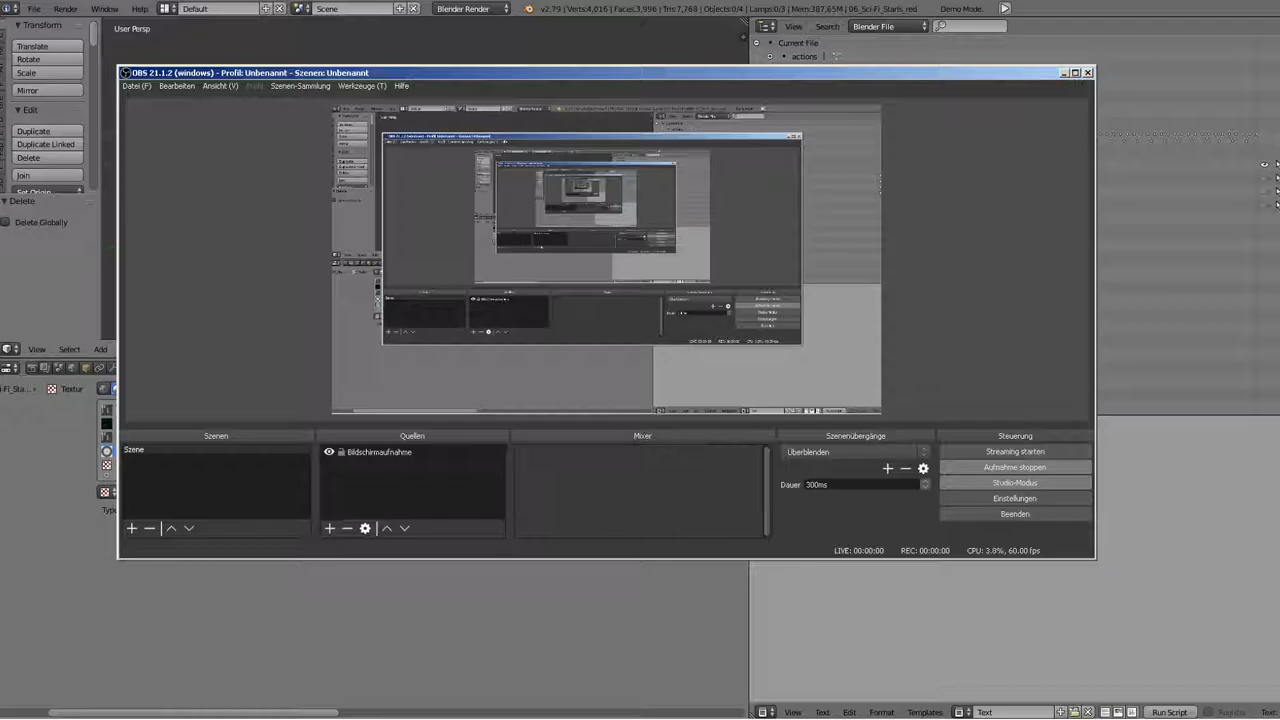 File Render Window Help Default Scene Blender Render v2.79 | Verts:4,016 | Faces:3,996 | Tris:7,768 | Objects:0/4 | Lamps:0/3 | Mem:387.65M | 06_Sci-Fi_Starls_red Demo Mode.
Transform
Translate
Rotate
Scale
Mirror
Edit
Duplicate
Duplicate Linked
Delete
Join
Set Origin
Delete
Delete Globally
User Persp
View Search Blender File
Current File
actions
OBS 21.1.2 (windows) - Profil: Unbenannt - Szenen: Unbenannt
Datei (F) Bearbeiten Ansicht (V) Profil Szenen-Sammlung Werkzeuge (T) Hilfe
Szenen
Szene
Quellen
Bildschirmaufnahme
Mixer
Szenenübergänge
Überblenden
Dauer 300ms
Steuerung
Streaming starten
Aufnahme stoppen
Studio-Modus
Einstellungen
Beenden
LIVE: 00:00:00 REC: 00:00:00 CPU: 3.8%, 60.00 fps
View Select Add
i-Fi_Star... Textur
Typ
View Text Edit Format Templates Text Run Script Text: